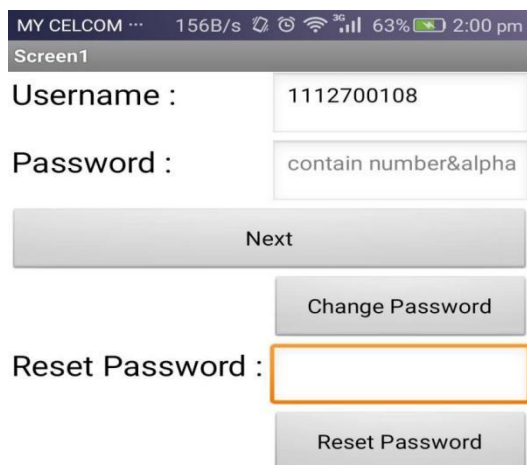 MY CELCOM ··· 156B/s 3G 63% 2:00 pm
Screen1
Username : 1112700108
Password : contain number&alpha
Next
Change Password
Reset Password :
Reset Password